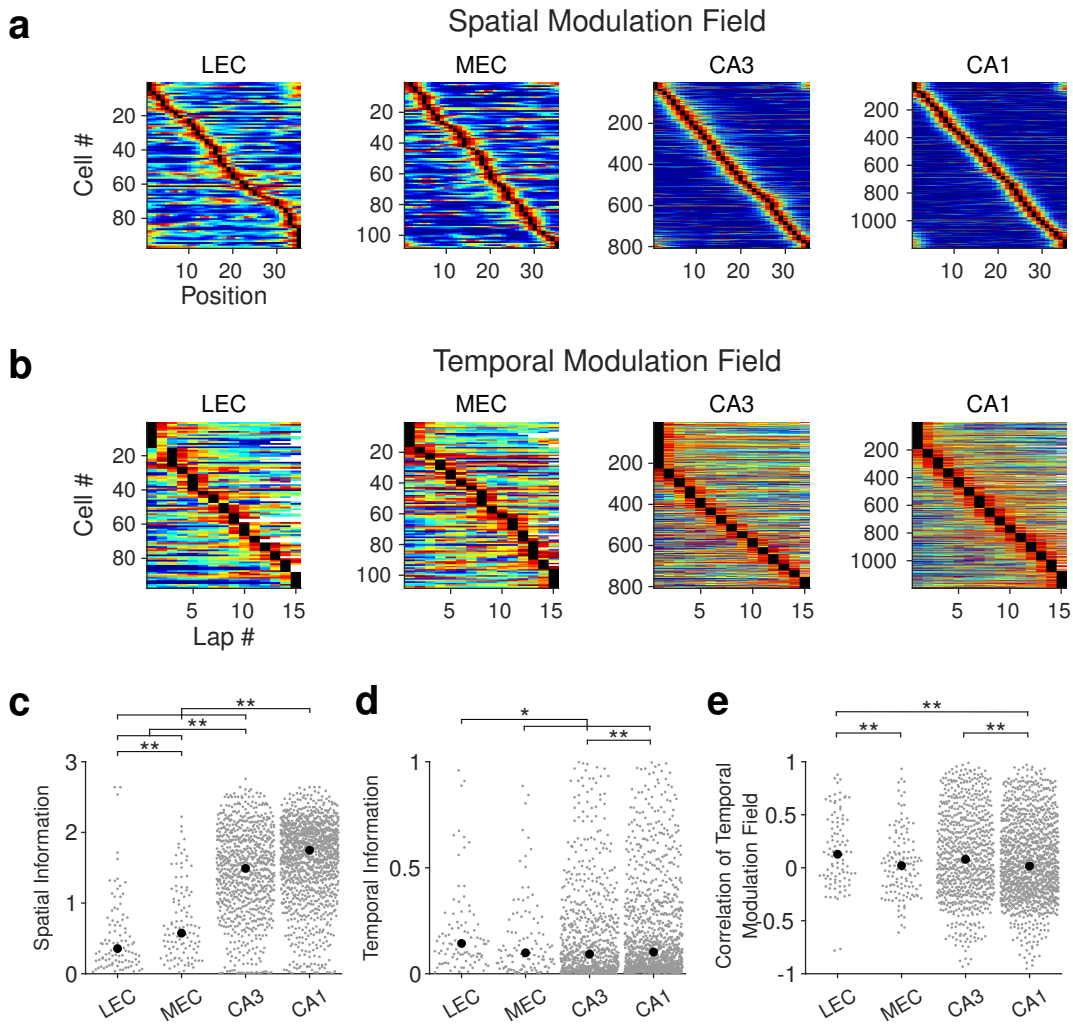 a Spatial Modulation Field
LEC MEC CA3 CA1
Cell #
20 40 60 80
20 40 60 80 100
200 400 600 800
200 400 600 800 1000
10 20 30 10 20 30 10 20 30 10 20 30
Position
b Temporal Modulation Field
LEC MEC CA3 CA1
Cell #
20 40 60 80
20 40 60 80 100
200 400 600 800
200 400 600 800 1000
5 10 15 5 10 15 5 10 15 5 10 15
Lap #
c
**
**
**
Spatial Information
3
2
1
0
LEC MEC CA3 CA1
d
*
**
Temporal Information
1
0.5
0
LEC MEC CA3 CA1
e
**
** **
Correlation of Temporal
Modulation Field
1
0.5
0
-0.5
-1
LEC MEC CA3 CA1